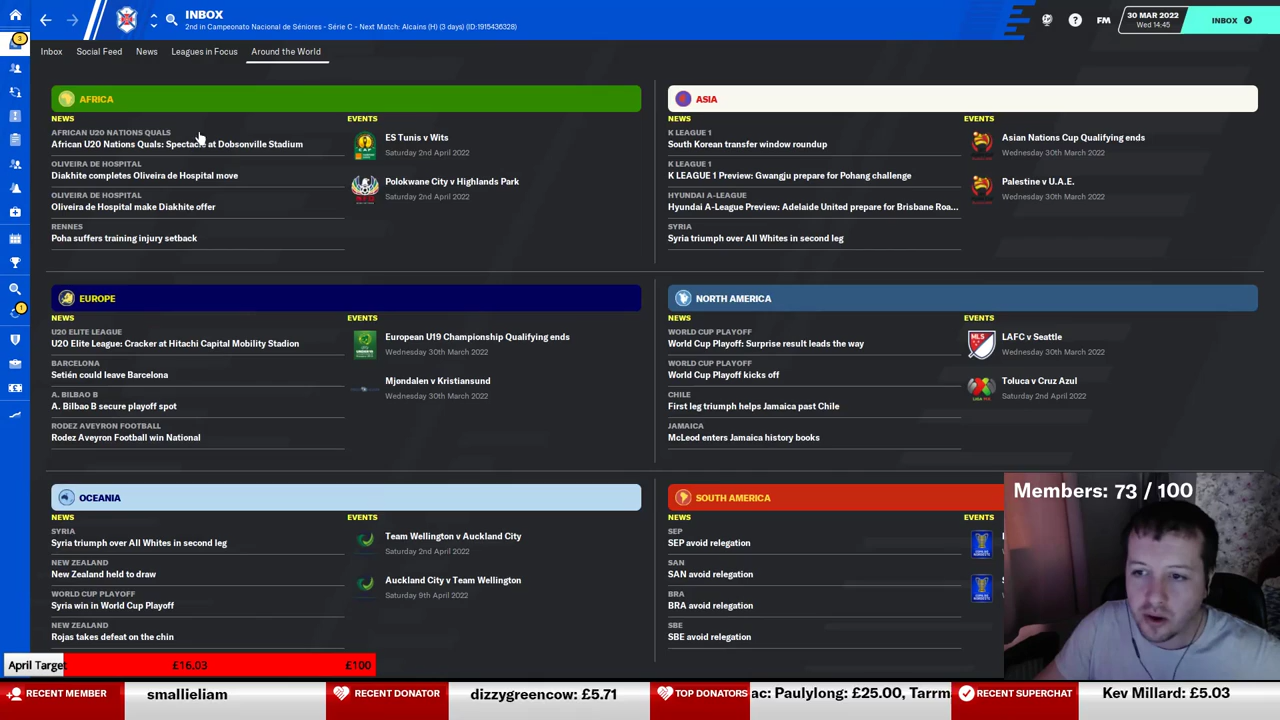 INBOX
2nd in Campeonato Nacional de Séniores - Série C - Next Match: Alcains (H) (3 days) (ID:1915436328)
FM
30 MAR 2022
Wed 14:45
INBOX
3
Inbox
Social Feed
News
Leagues in Focus
Around the World
AFRICA
NEWS
AFRICAN U20 NATIONS QUALS
African U20 Nations Quals: Spectacle at Dobsonville Stadium
OLIVEIRA DE HOSPITAL
Diakhite completes Oliveira de Hospital move
OLIVEIRA DE HOSPITAL
Oliveira de Hospital make Diakhite offer
RENNES
Poha suffers training injury setback
EVENTS
ES Tunis v Wits
Saturday 2nd April 2022
Polokwane City v Highlands Park
Saturday 2nd April 2022
ASIA
NEWS
K LEAGUE 1
South Korean transfer window roundup
K LEAGUE 1
K LEAGUE 1 Preview: Gwangju prepare for Pohang challenge
HYUNDAI A-LEAGUE
Hyundai A-League Preview: Adelaide United prepare for Brisbane Roa...
SYRIA
Syria triumph over All Whites in second leg
EVENTS
Asian Nations Cup Qualifying ends
Wednesday 30th March 2022
Palestine v U.A.E.
Wednesday 30th March 2022
1
EUROPE
NEWS
U20 ELITE LEAGUE
U20 Elite League: Cracker at Hitachi Capital Mobility Stadium
BARCELONA
Setién could leave Barcelona
A. BILBAO B
A. Bilbao B secure playoff spot
RODEZ AVEYRON FOOTBALL
Rodez Aveyron Football win National
EVENTS
European U19 Championship Qualifying ends
Wednesday 30th March 2022
Mjøndalen v Kristiansund
Wednesday 30th March 2022
NORTH AMERICA
NEWS
WORLD CUP PLAYOFF
World Cup Playoff: Surprise result leads the way
WORLD CUP PLAYOFF
World Cup Playoff kicks off
CHILE
First leg triumph helps Jamaica past Chile
JAMAICA
McLeod enters Jamaica history books
EVENTS
LAFC v Seattle
Wednesday 30th March 2022
Toluca v Cruz Azul
Saturday 2nd April 2022
OCEANIA
NEWS
SYRIA
Syria triumph over All Whites in second leg
NEW ZEALAND
New Zealand held to draw
WORLD CUP PLAYOFF
Syria win in World Cup Playoff
NEW ZEALAND
Rojas takes defeat on the chin
EVENTS
Team Wellington v Auckland City
Saturday 2nd April 2022
Auckland City v Team Wellington
Saturday 9th April 2022
SOUTH AMERICA
NEWS
SEP
SEP avoid relegation
SAN
SAN avoid relegation
BRA
BRA avoid relegation
SBE
SBE avoid relegation
EVENTS
Members: 73 / 100
April Target
£16.03
£100
RECENT MEMBER
smallieliam
RECENT DONATOR
dizzygreencow: £5.71
TOP DONATORS
ac: Paulylong: £25.00, Tarrm
RECENT SUPERCHAT
Kev Millard: £5.03